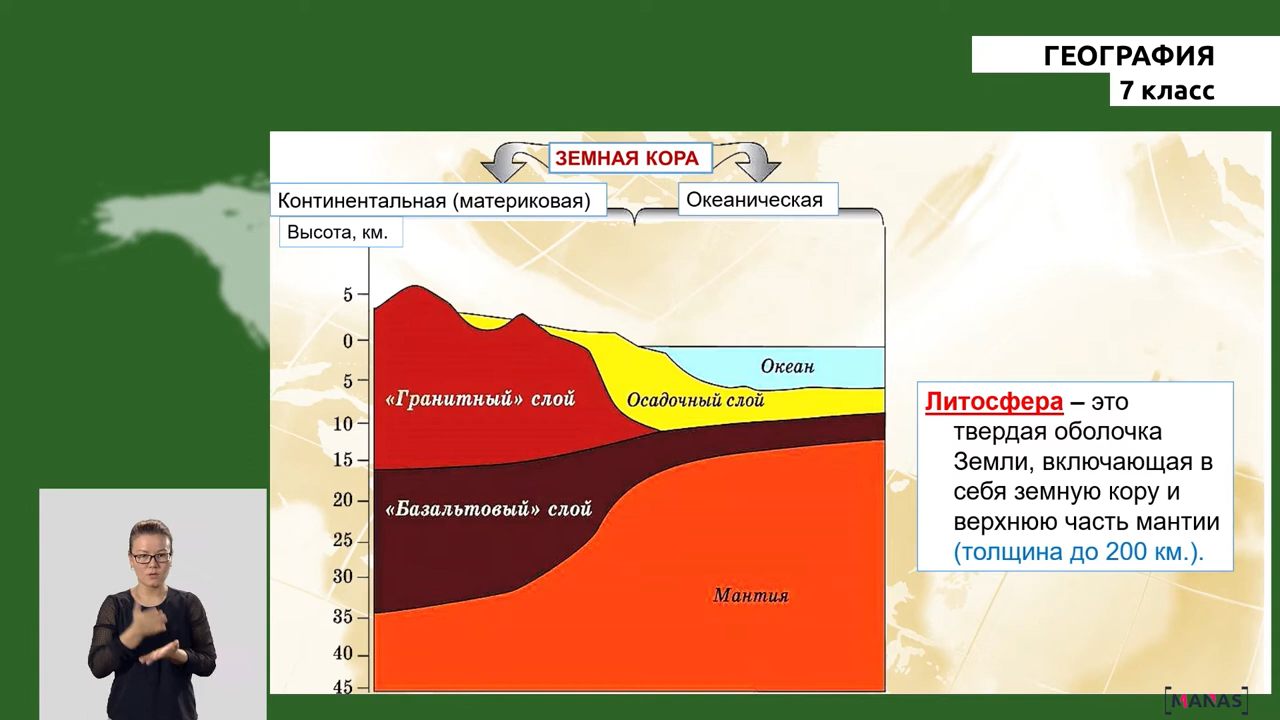 ГЕОГРАФИЯ
7 класс
ЗЕМНАЯ КОРА
Континентальная (материковая)
Океаническая
Высота, км.
5
0
5
10
15
20
25
30
35
40
45
Океан
«Гранитный» слой
Осадочный слой
«Базальтовый» слой
Мантия
Литосфера – это
твердая оболочка
Земли, включающая в
себя земную кору и
верхнюю часть мантии
(толщина до 200 км.).
[MANAS]